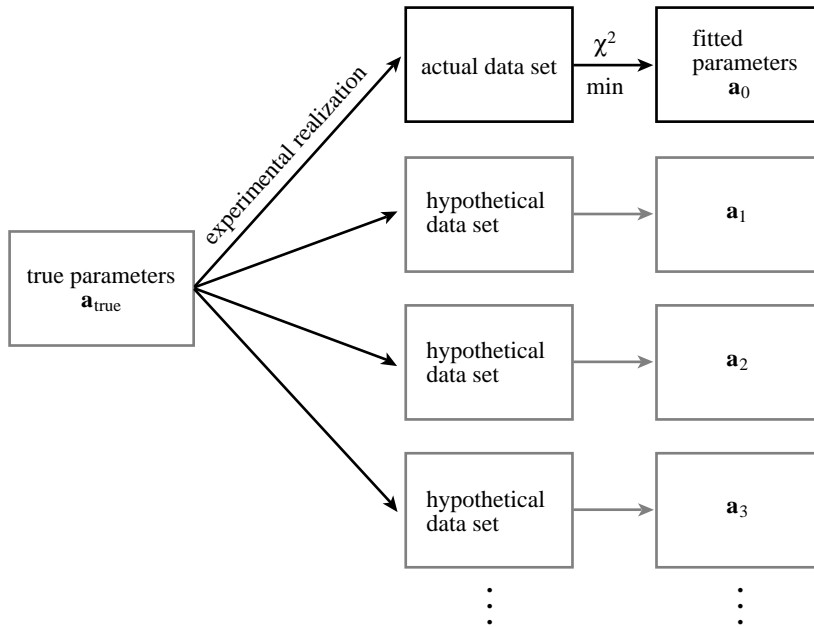 experimental realization
actual data set
χ²
min
fitted
parameters
a₀
hypothetical
data set
a₁
true parameters
a_true
hypothetical
data set
a₂
hypothetical
data set
a₃